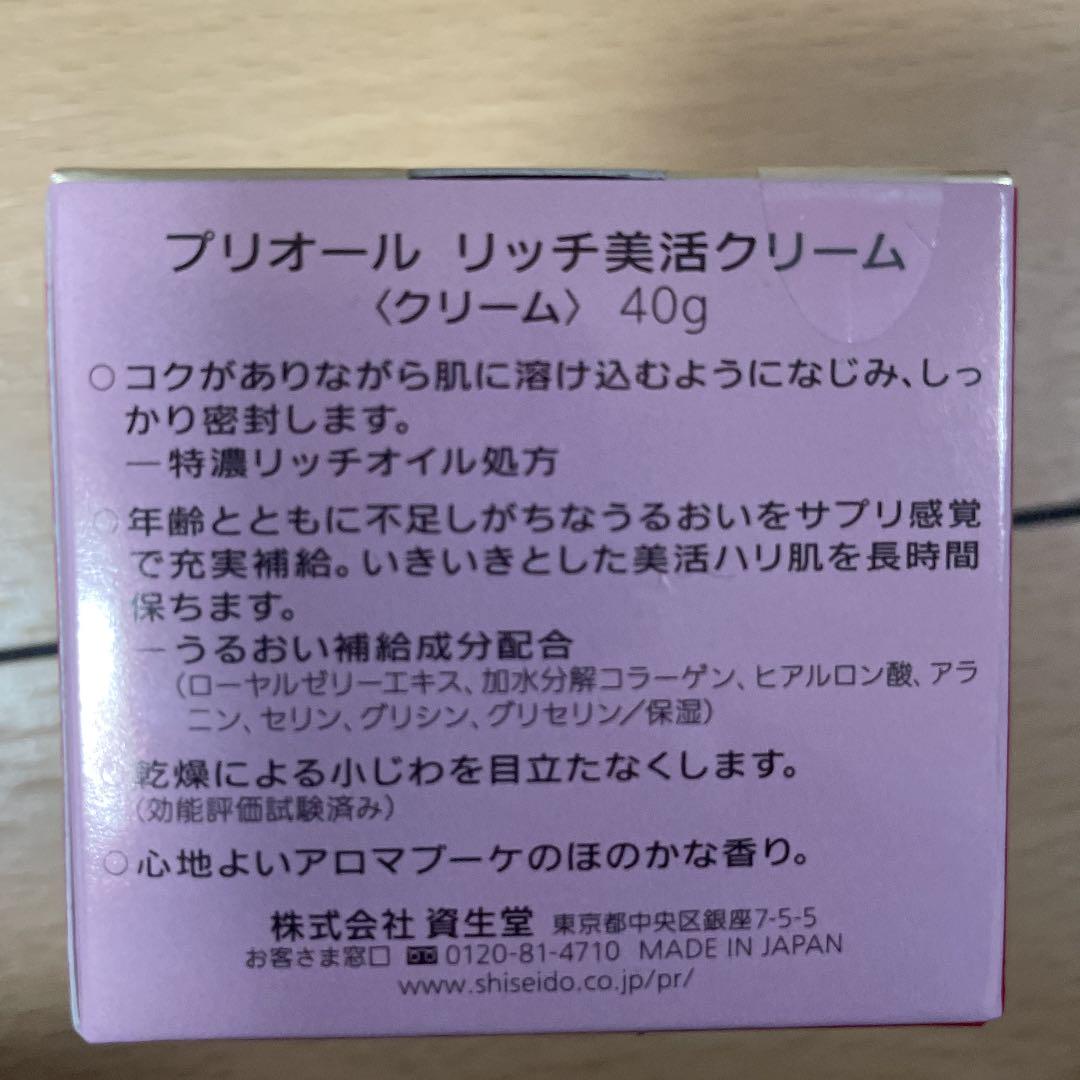 プリオール リッチ美活クリーム
〈クリーム〉 40g
○コクがありながら肌に溶け込むようになじみ、しっ
かり密封します。
―特濃リッチオイル処方
○年齢とともに不足しがちなうるおいをサプリ感覚
で充実補給。いきいきとした美活ハリ肌を長時間
保ちます。
―うるおい補給成分配合
（ローヤルゼリーエキス、加水分解コラーゲン、ヒアルロン酸、アラ
ニン、セリン、グリシン、グリセリン／保湿）
○乾燥による小じわを目立たなくします。
（効能評価試験済み）
○心地よいアロマブーケのほのかな香り。
株式会社 資生堂 東京都中央区銀座7-5-5
お客さま窓口 0120-81-4710 MADE IN JAPAN
www.shiseido.co.jp/pr/